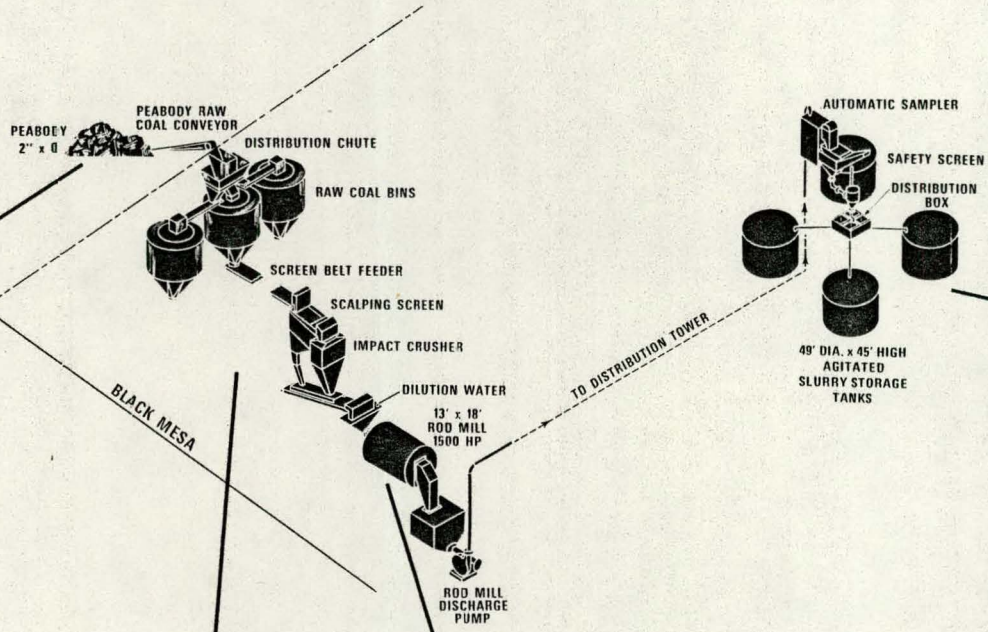 PEABODY
2" x 0
PEABODY RAW
COAL CONVEYOR
DISTRIBUTION CHUTE
RAW COAL BINS
SCREEN BELT FEEDER
SCALPING SCREEN
IMPACT CRUSHER
DILUTION WATER
13' x 18'
ROD MILL
1500 HP
ROD MILL
DISCHARGE
PUMP
BLACK MESA
TO DISTRIBUTION TOWER
AUTOMATIC SAMPLER
SAFETY SCREEN
DISTRIBUTION
BOX
49' DIA. x 45' HIGH
AGITATED
SLURRY STORAGE
TANKS